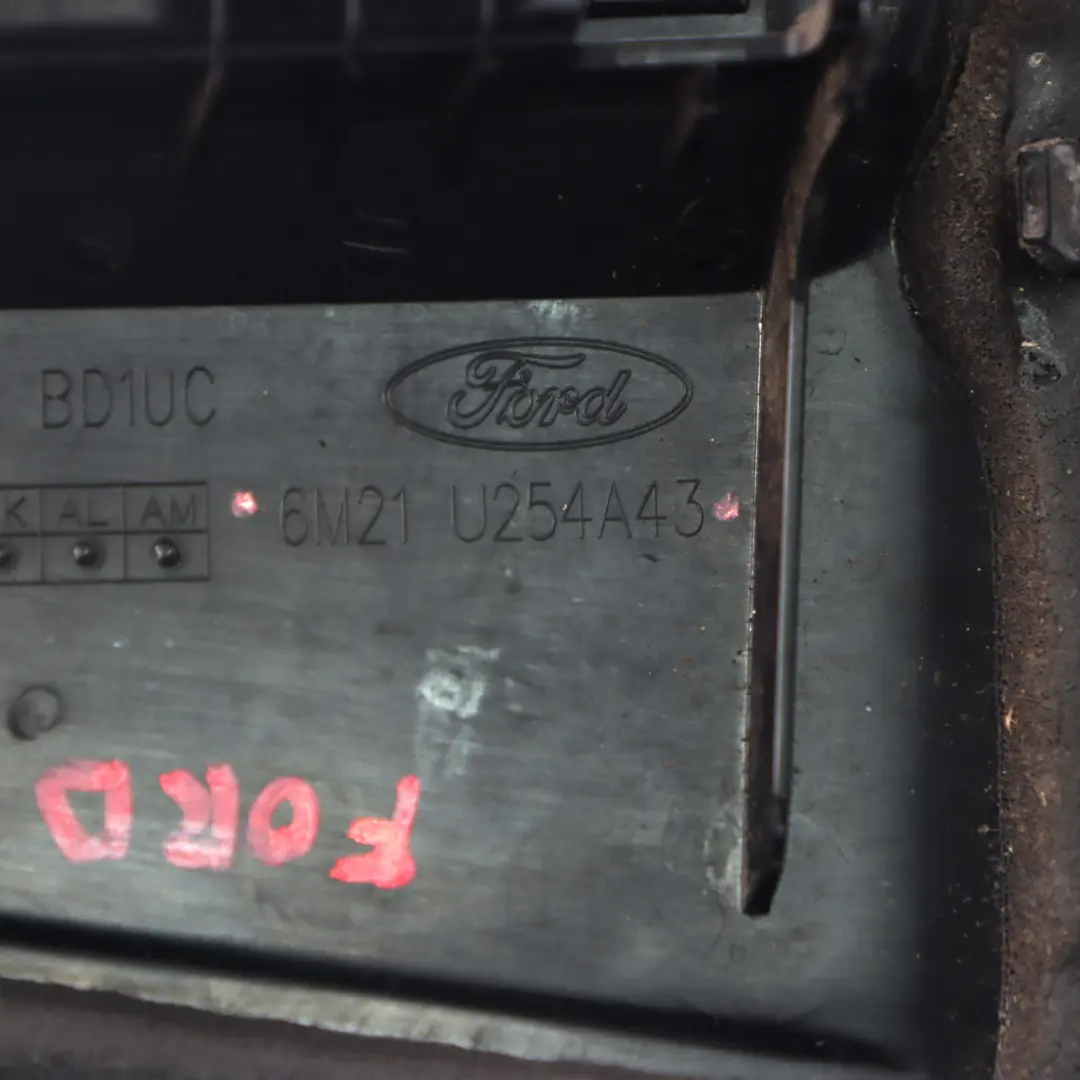 BD1UC
Ford
K AL AM
6M21 U254A43
FORD